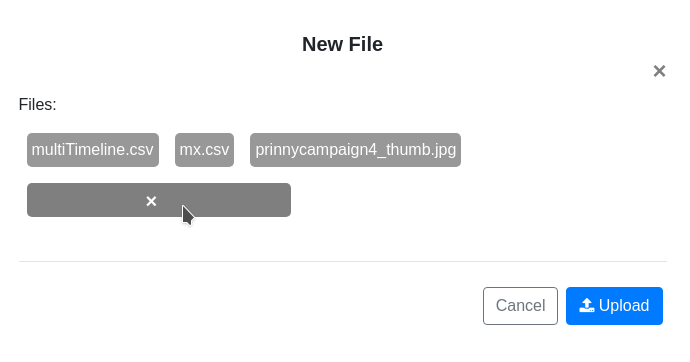 New File
×
Files:
multiTimeline.csv mx.csv prinnycampaign4_thumb.jpg
×
Cancel Upload